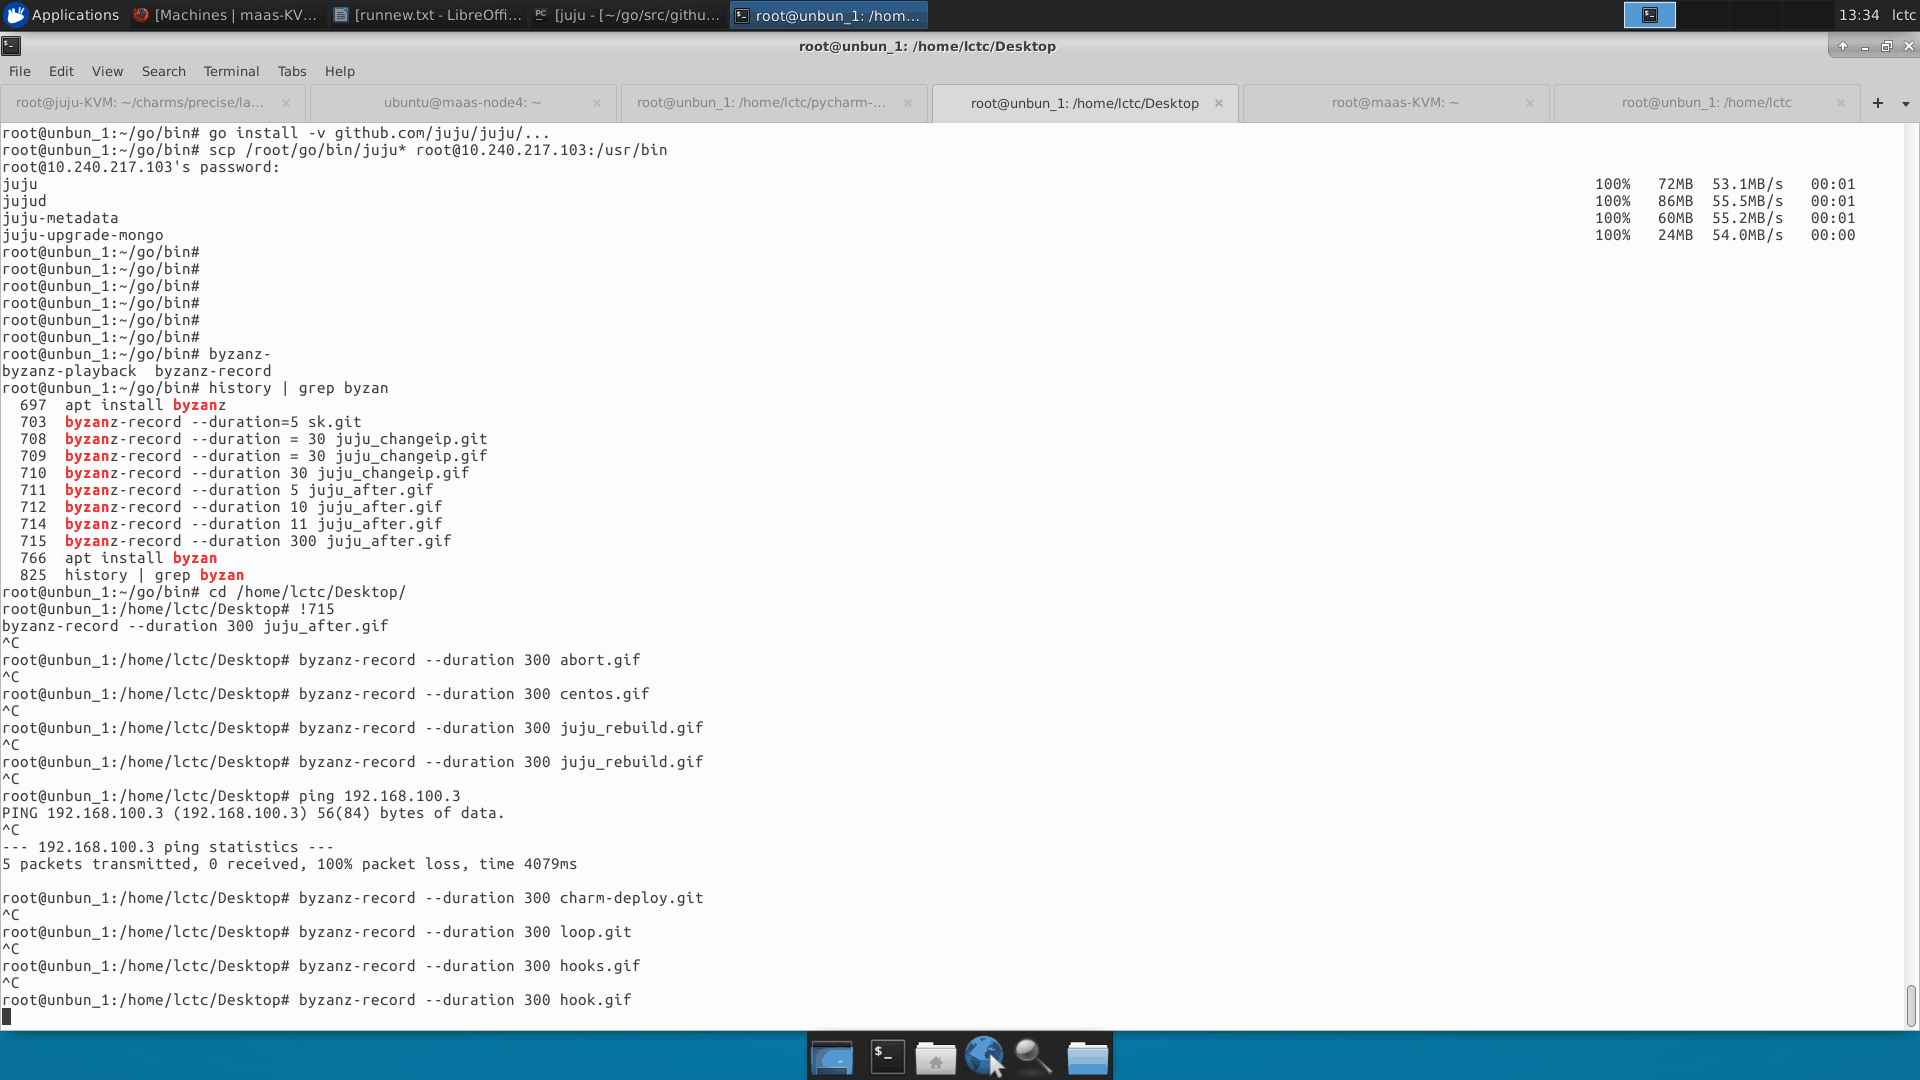 Applications [Machines | maas-KV... [runnew.txt - LibreOffi... [juju - [~/go/src/githu... root@unbun_1: /hom... 13:34 lctc
root@unbun_1: /home/lctc/Desktop
File Edit View Search Terminal Tabs Help
root@juju-KVM: ~/charms/precise/la... ubuntu@maas-node4: ~ root@unbun_1: /home/lctc/pycharm-... root@unbun_1: /home/lctc/Desktop root@maas-KVM: ~ root@unbun_1: /home/lctc
root@unbun_1:~/go/bin# go install -v github.com/juju/juju/...
root@unbun_1:~/go/bin# scp /root/go/bin/juju* root@10.240.217.103:/usr/bin
root@10.240.217.103's password:
juju 100% 72MB 53.1MB/s 00:01
jujud 100% 86MB 55.5MB/s 00:01
juju-metadata 100% 60MB 55.2MB/s 00:01
juju-upgrade-mongo 100% 24MB 54.0MB/s 00:00
root@unbun_1:~/go/bin#
root@unbun_1:~/go/bin#
root@unbun_1:~/go/bin#
root@unbun_1:~/go/bin#
root@unbun_1:~/go/bin#
root@unbun_1:~/go/bin#
root@unbun_1:~/go/bin# byzanz-
byzanz-playback byzanz-record
root@unbun_1:~/go/bin# history | grep byzan
697 apt install byzanz
703 byzanz-record --duration=5 sk.git
708 byzanz-record --duration = 30 juju_changeip.git
709 byzanz-record --duration = 30 juju_changeip.gif
710 byzanz-record --duration 30 juju_changeip.gif
711 byzanz-record --duration 5 juju_after.gif
712 byzanz-record --duration 10 juju_after.gif
714 byzanz-record --duration 11 juju_after.gif
715 byzanz-record --duration 300 juju_after.gif
766 apt install byzan
825 history | grep byzan
root@unbun_1:~/go/bin# cd /home/lctc/Desktop/
root@unbun_1:/home/lctc/Desktop# !715
byzanz-record --duration 300 juju_after.gif
^C
root@unbun_1:/home/lctc/Desktop# byzanz-record --duration 300 abort.gif
^C
root@unbun_1:/home/lctc/Desktop# byzanz-record --duration 300 centos.gif
^C
root@unbun_1:/home/lctc/Desktop# byzanz-record --duration 300 juju_rebuild.gif
^C
root@unbun_1:/home/lctc/Desktop# byzanz-record --duration 300 juju_rebuild.gif
^C
root@unbun_1:/home/lctc/Desktop# ping 192.168.100.3
PING 192.168.100.3 (192.168.100.3) 56(84) bytes of data.
^C
--- 192.168.100.3 ping statistics ---
5 packets transmitted, 0 received, 100% packet loss, time 4079ms
root@unbun_1:/home/lctc/Desktop# byzanz-record --duration 300 charm-deploy.git
^C
root@unbun_1:/home/lctc/Desktop# byzanz-record --duration 300 loop.git
^C
root@unbun_1:/home/lctc/Desktop# byzanz-record --duration 300 hooks.gif
^C
root@unbun_1:/home/lctc/Desktop# byzanz-record --duration 300 hook.gif